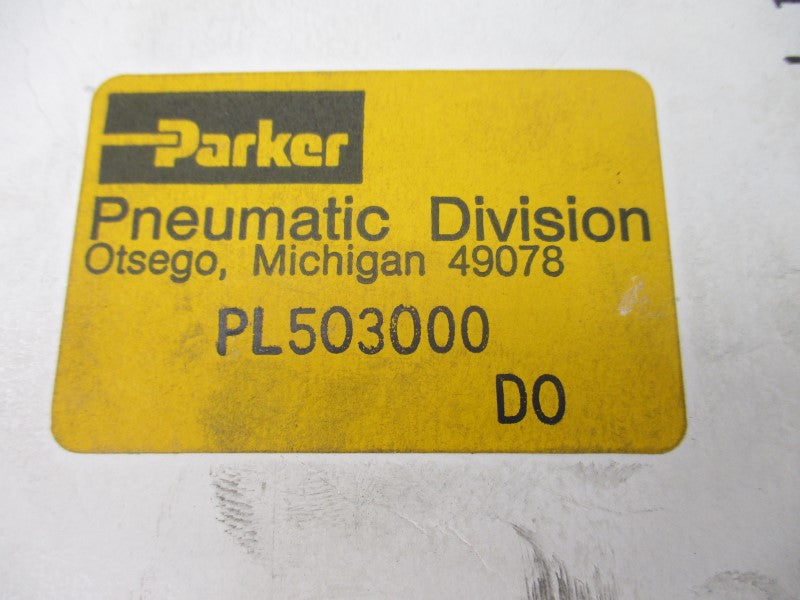 Parker
Pneumatic Division
Otsego, Michigan 49078
PL503000
DO